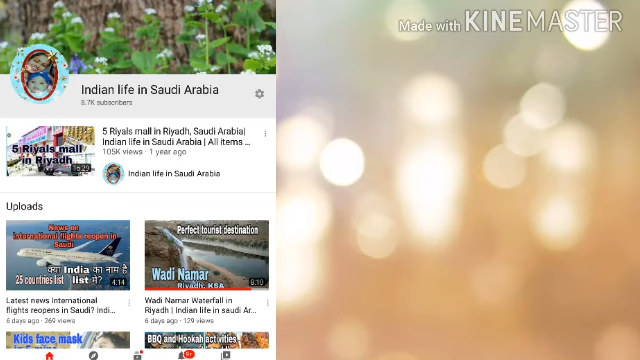 Made with KINEMASTER
Indian life in Saudi Arabia
8.7K subscribers
5 Riyals mall
in Riyadh
16:29
5 Riyals mall in Riyadh, Saudi Arabia|
Indian life in Saudi Arabia | All items ...
105K views · 1 year ago
Indian life in Saudi Arabia
Uploads
News on
International flights reopen in
Saudi
क्या India का नाम है
25 countries list
list में?
4:14
Perfect tourist destination
Wadi Namar
Riyadh, KSA
8:10
Latest news International
flights reopens in Saudi? Indi...
6 days ago · 269 views
Wadi Namar Waterfall in
Riyadh | Indian life in saudi Ar...
6 days ago · 129 views
Kids face mask
BBQ and Hookah activities
9+